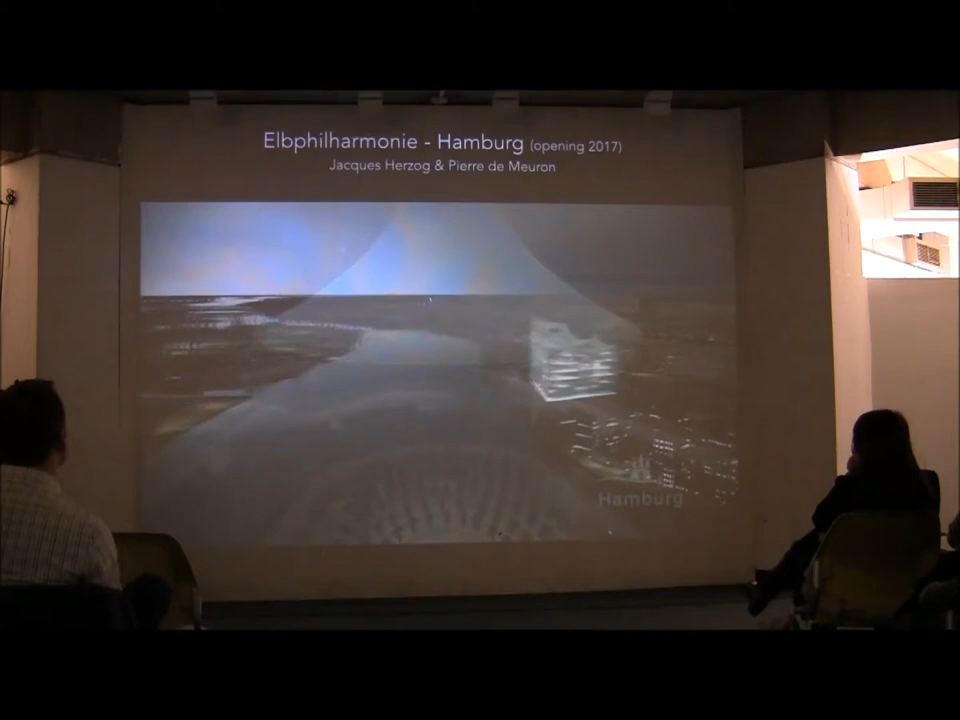 Elbphilharmonie - Hamburg (opening 2017)
Jacques Herzog & Pierre de Meuron
Hamburg